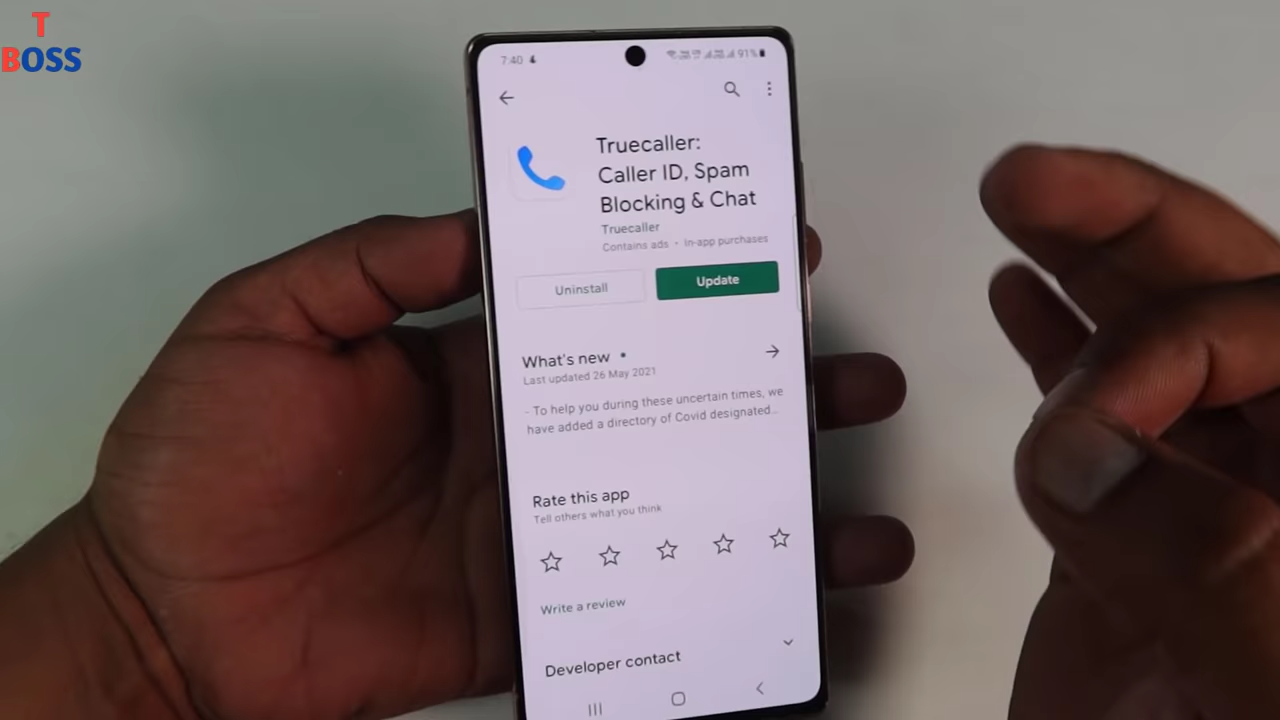 T
BOSS
7:40
91%
Truecaller:
Caller ID, Spam
Blocking & Chat
Truecaller
Contains ads • In-app purchases
Uninstall
Update
What's new •
Last updated 26 May 2021
- To help you during these uncertain times, we
have added a directory of Covid designated...
Rate this app
Tell others what you think
Write a review
Developer contact